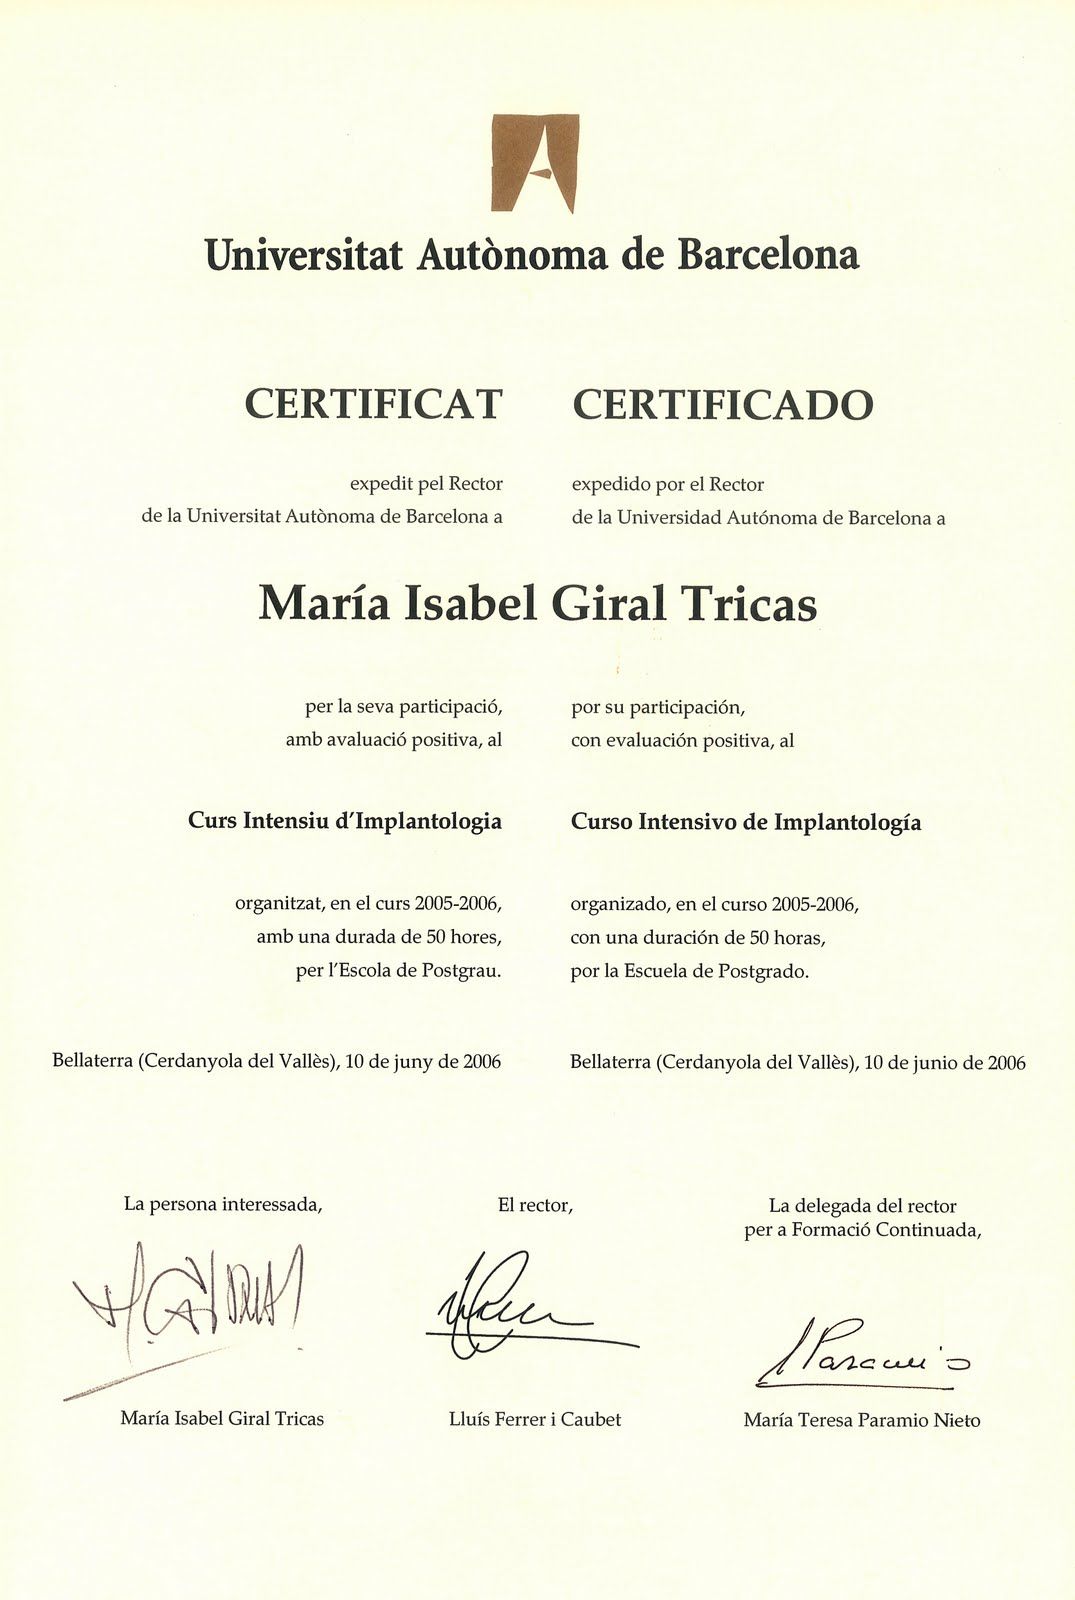 Universitat Autònoma de Barcelona
CERTIFICAT
expedit pel Rector
de la Universitat Autònoma de Barcelona a
CERTIFICADO
expedido por el Rector
de la Universidad Autónoma de Barcelona a
María Isabel Giral Tricas
per la seva participació,
amb avaluació positiva, al
Curs Intensiu d'Implantologia
organitzat, en el curs 2005-2006,
amb una durada de 50 hores,
per l'Escola de Postgrau.
Bellaterra (Cerdanyola del Vallès), 10 de juny de 2006
por su participación,
con evaluación positiva, al
Curso Intensivo de Implantología
organizado, en el curso 2005-2006,
con una duración de 50 horas,
por la Escuela de Postgrado.
Bellaterra (Cerdanyola del Vallès), 10 de junio de 2006
La persona interessada,
María Isabel Giral Tricas
El rector,
Lluís Ferrer i Caubet
La delegada del rector
per a Formació Continuada,
María Teresa Paramio Nieto